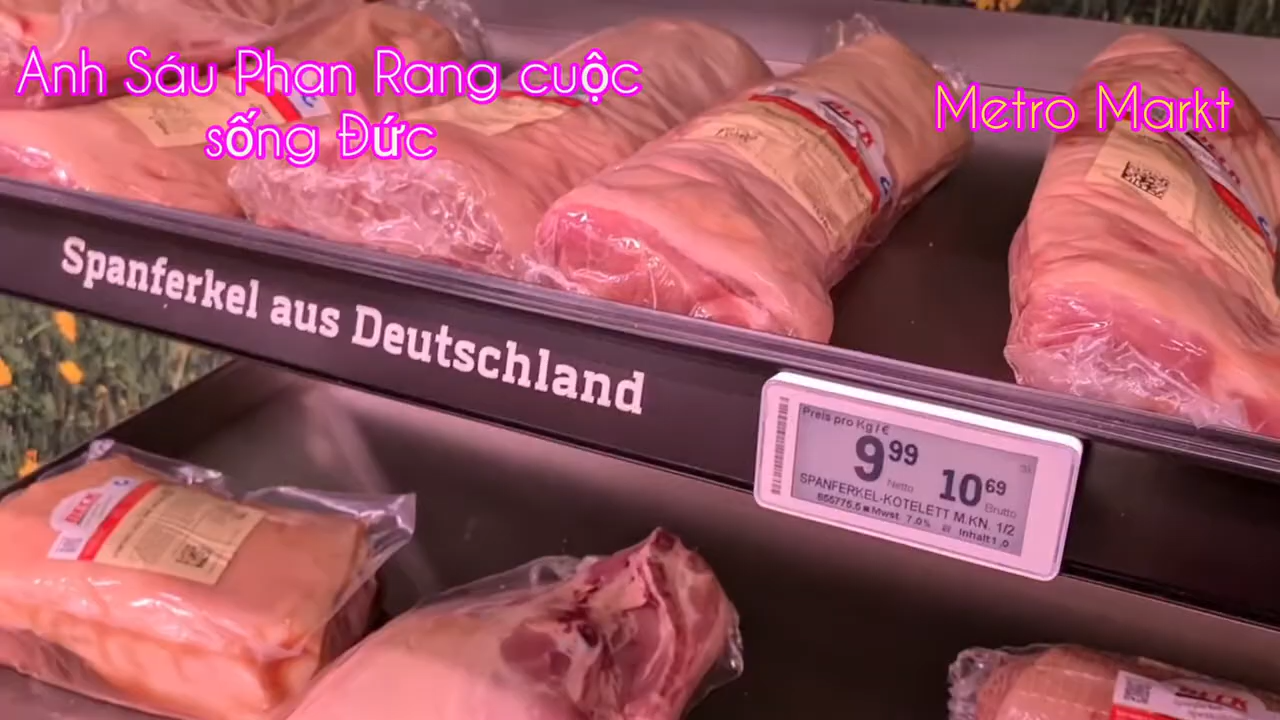 Anh Sáu Phan Rang cuộc
sống Đức
Metro Markt
Spanferkel aus Deutschland
Preis pro Kg / €
9 99
Netto
10 69
Brutto
SPANFERKEL-KOTELETT M.KN. 1/2
Mwst. 7.0%
Inhalt 1.0